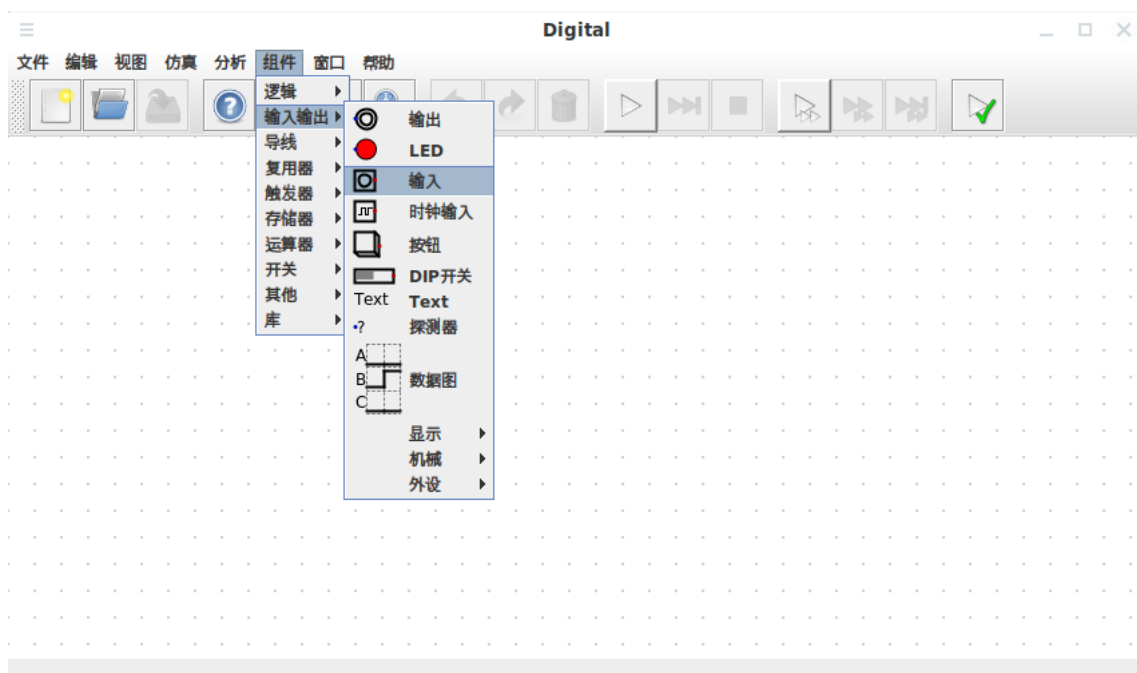 Digital
文件 编辑 视图 仿真 分析 组件 窗口 帮助
逻辑
输入输出
导线
复用器
触发器
存储器
运算器
开关
其他
库
输出
LED
输入
时钟输入
按钮
DIP开关
Text Text
·? 探测器
A
B 数据图
C
显示
机械
外设